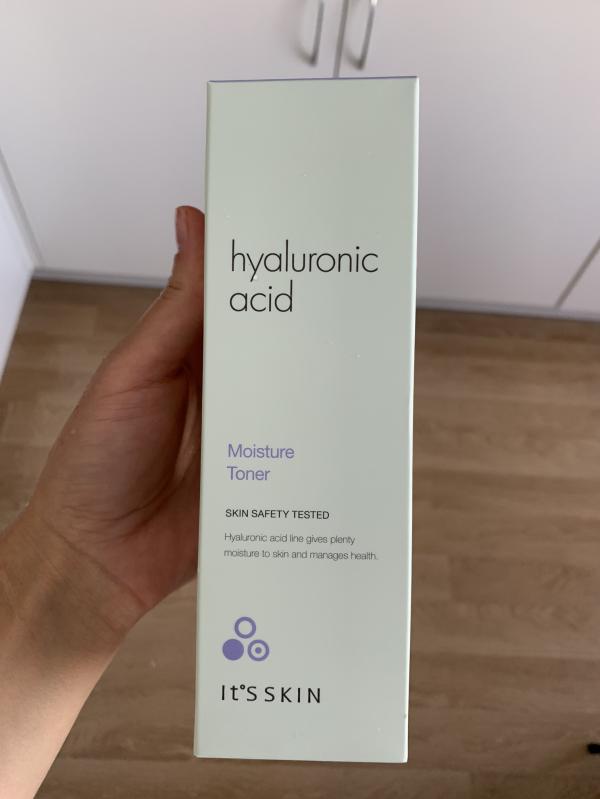 hyaluronic
acid
Moisture
Toner
SKIN SAFETY TESTED
Hyaluronic acid line gives plenty
moisture to skin and manages health.
It'S SKIN